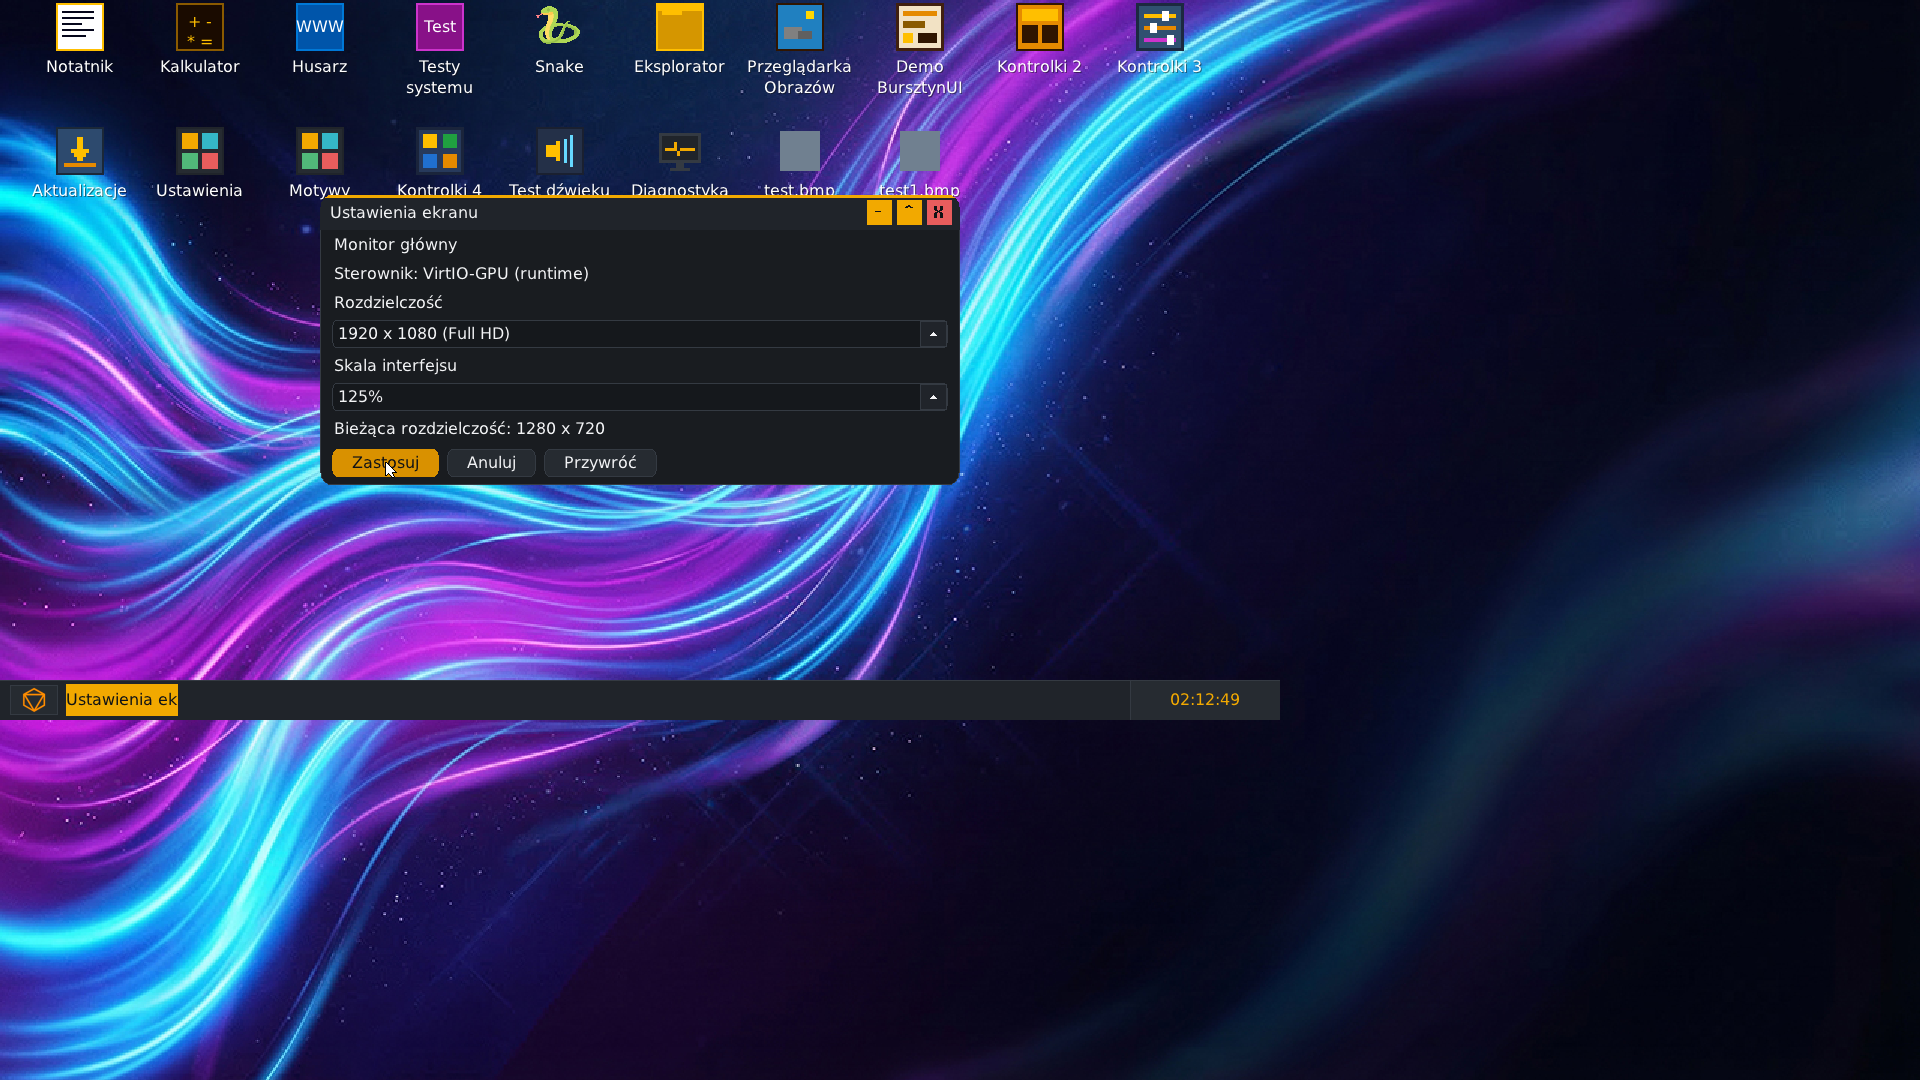 + -
* =
WWW
Test
Notatnik
Kalkulator
Husarz
Testy
systemu
Snake
Eksplorator
Przeglądarka
Obrazów
Demo
BursztynUI
Kontrolki 2
Kontrolki 3
Aktualizacje
Ustawienia
Motywy
Kontrolki 4
Test dźwięku
Diagnostyka
test.bmp
test1.bmp
Ustawienia ekranu
- ^ X
Monitor główny
Sterownik: VirtIO-GPU (runtime)
Rozdzielczość
1920 x 1080 (Full HD)
Skala interfejsu
125%
Bieżąca rozdzielczość: 1280 x 720
Zastosuj
Anuluj
Przywróć
Ustawienia ek
02:12:49